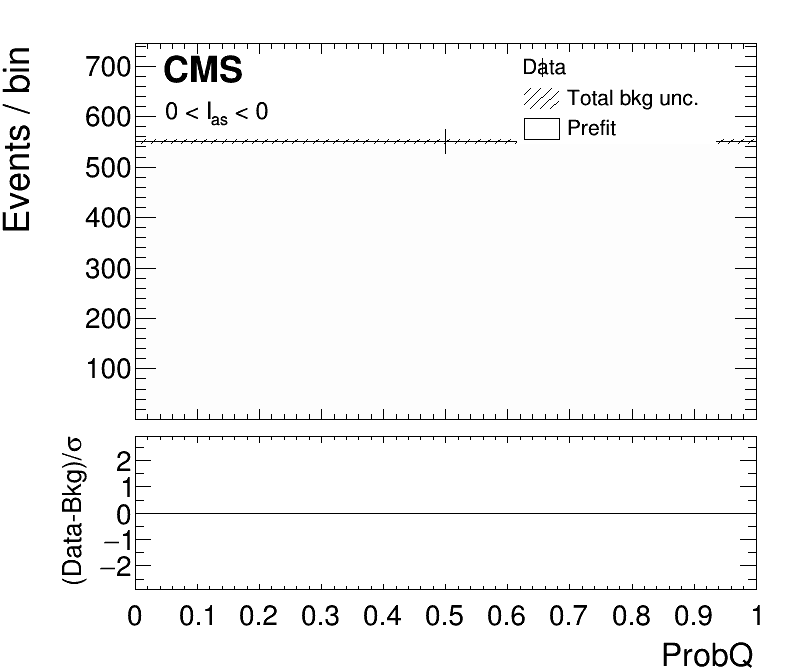 Events / bin
700
600
500
400
300
200
100
CMS
0 < I_as < 0
Data
Total bkg unc.
Prefit
(Data-Bkg)/σ
2
1
0
−1
−2
0 0.1 0.2 0.3 0.4 0.5 0.6 0.7 0.8 0.9 1
ProbQ